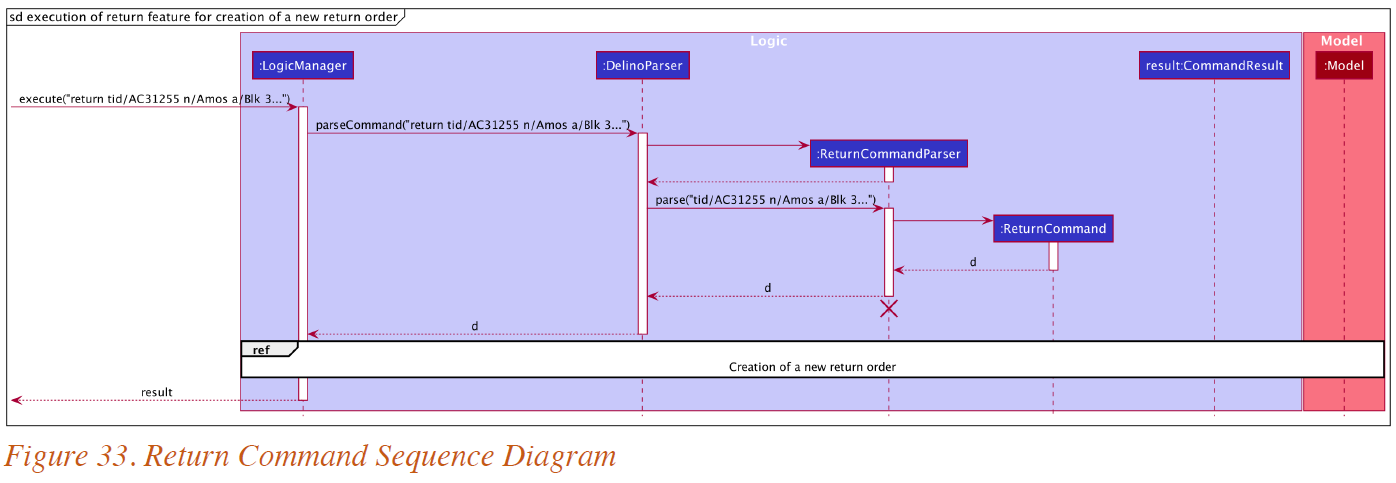 sd execution of return feature for creation of a new return order
Logic
Model
:LogicManager
:DelinoParser
result:CommandResult
:Model
execute("return tid/AC31255 n/Amos a/Blk 3...")
parseCommand("return tid/AC31255 n/Amos a/Blk 3...")
:ReturnCommandParser
parse("tid/AC31255 n/Amos a/Blk 3...")
:ReturnCommand
d
d
d
ref
Creation of a new return order
result
Figure 33. Return Command Sequence Diagram